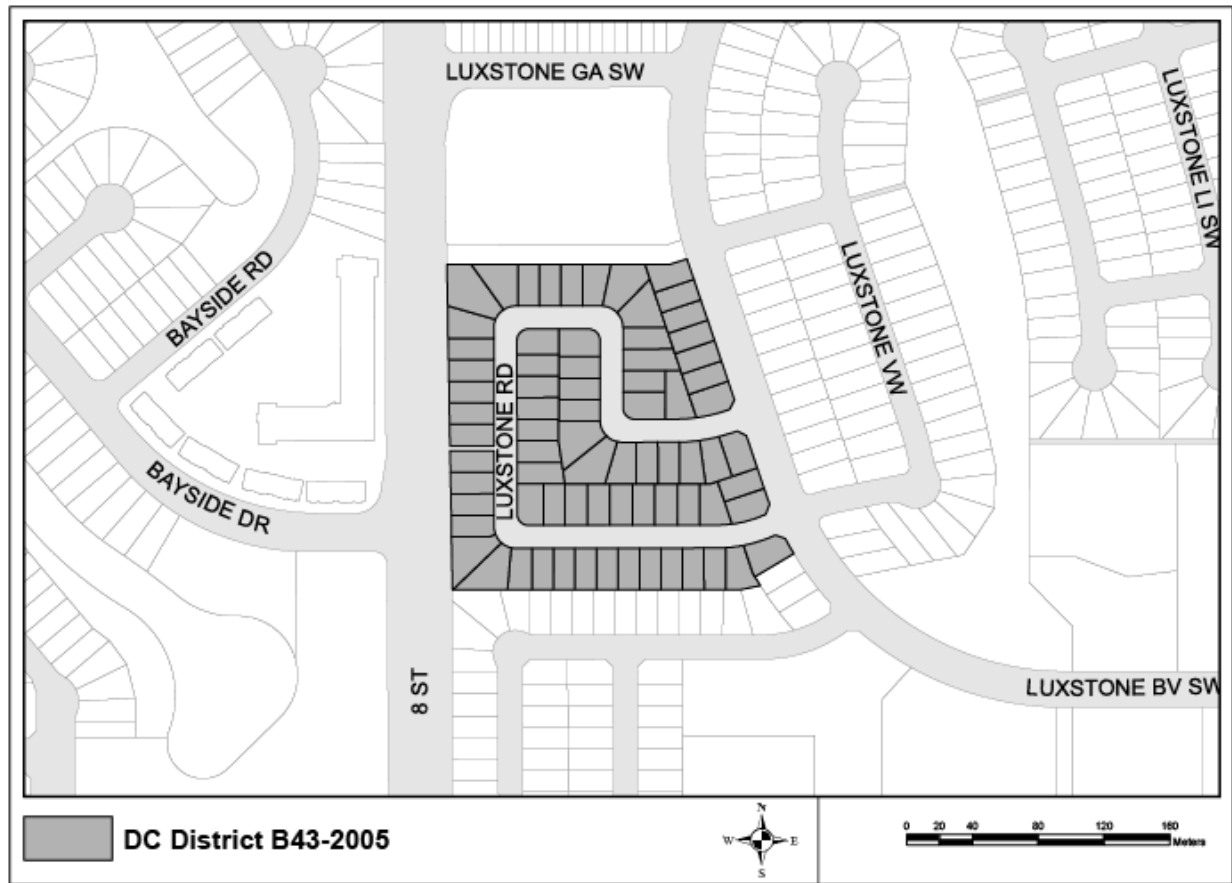 LUXSTONE GA SW
LUXSTONE LI SW
BAYSIDE RD
LUXSTONE VW
LUXSTONE RD
BAYSIDE DR
8 ST
LUXSTONE BV SW
DC District B43-2005
N
W E
S
0 20 40 80 120 160
Meters